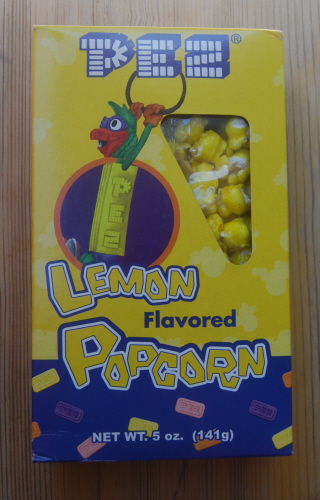 PEZ®
PEZ
LEMON
Flavored
POPCORN
NET WT. 5 oz. (141g)